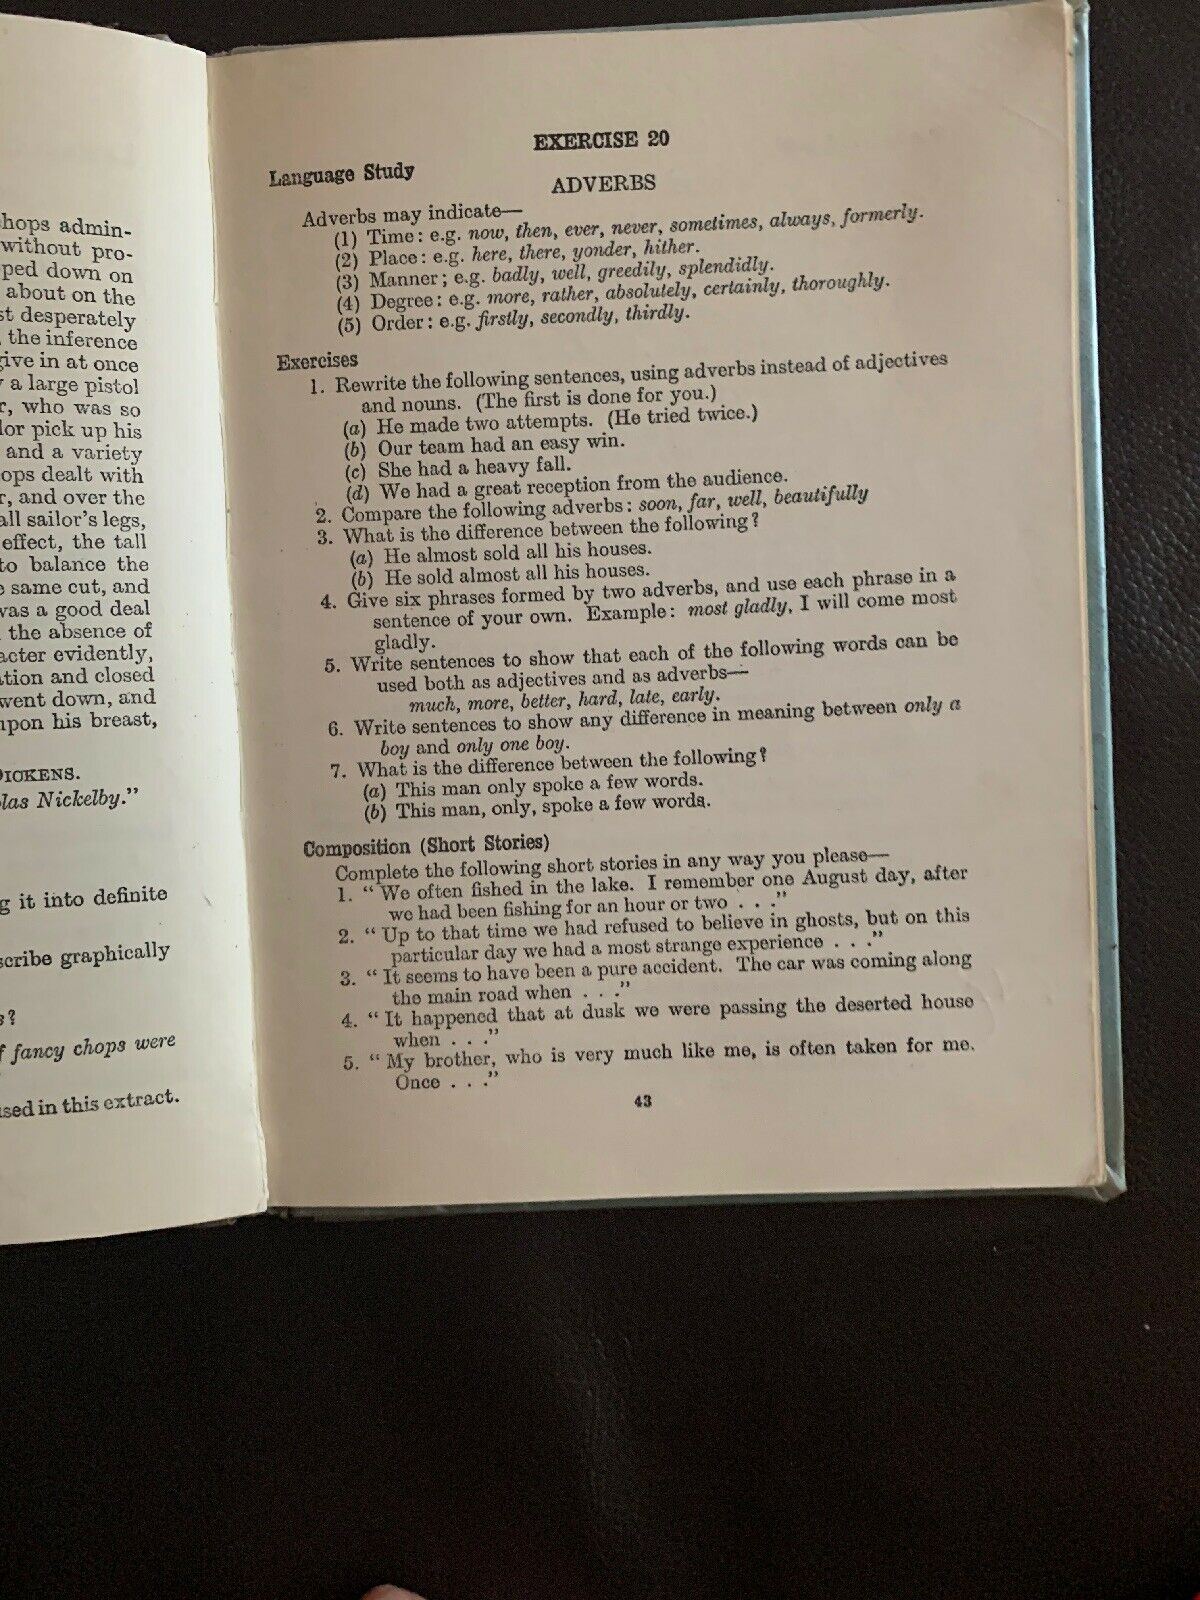 chops admin-
without pro-
ped down on
about on the
st desperately
, the inference
give in at once
y a large pistol
r, who was so
lor pick up his
and a variety
ops dealt with
r, and over the
all sailor's legs,
effect, the tall
to balance the
e same cut, and
was a good deal
the absence of
acter evidently,
ation and closed
went down, and
upon his breast,
DICKENS.
las Nickelby."
g it into definite
scribe graphically
s?
f fancy chops were
used in this extract.
EXERCISE 20
Language Study
ADVERBS
Adverbs may indicate—
(1) Time: e.g. now, then, ever, never, sometimes, always, formerly.
(2) Place: e.g. here, there, yonder, hither.
(3) Manner; e.g. badly, well, greedily, splendidly.
(4) Degree: e.g. more, rather, absolutely, certainly, thoroughly.
(5) Order: e.g. firstly, secondly, thirdly.
Exercises
1. Rewrite the following sentences, using adverbs instead of adjectives
and nouns. (The first is done for you.)
(a) He made two attempts. (He tried twice.)
(b) Our team had an easy win.
(c) She had a heavy fall.
(d) We had a great reception from the audience.
2. Compare the following adverbs: soon, far, well, beautifully
3. What is the difference between the following?
(a) He almost sold all his houses.
(b) He sold almost all his houses.
4. Give six phrases formed by two adverbs, and use each phrase in a
sentence of your own. Example: most gladly, I will come most
gladly.
5. Write sentences to show that each of the following words can be
used both as adjectives and as adverbs—
much, more, better, hard, late, early.
6. Write sentences to show any difference in meaning between only a
boy and only one boy.
7. What is the difference between the following?
(a) This man only spoke a few words.
(b) This man, only, spoke a few words.
Composition (Short Stories)
Complete the following short stories in any way you please—
1. "We often fished in the lake. I remember one August day, after
we had been fishing for an hour or two . . ."
2. "Up to that time we had refused to believe in ghosts, but on this
particular day we had a most strange experience . . ."
3. "It seems to have been a pure accident. The car was coming along
the main road when . . ."
4. "It happened that at dusk we were passing the deserted house
when . . ."
5. "My brother, who is very much like me, is often taken for me.
Once . . ."
43